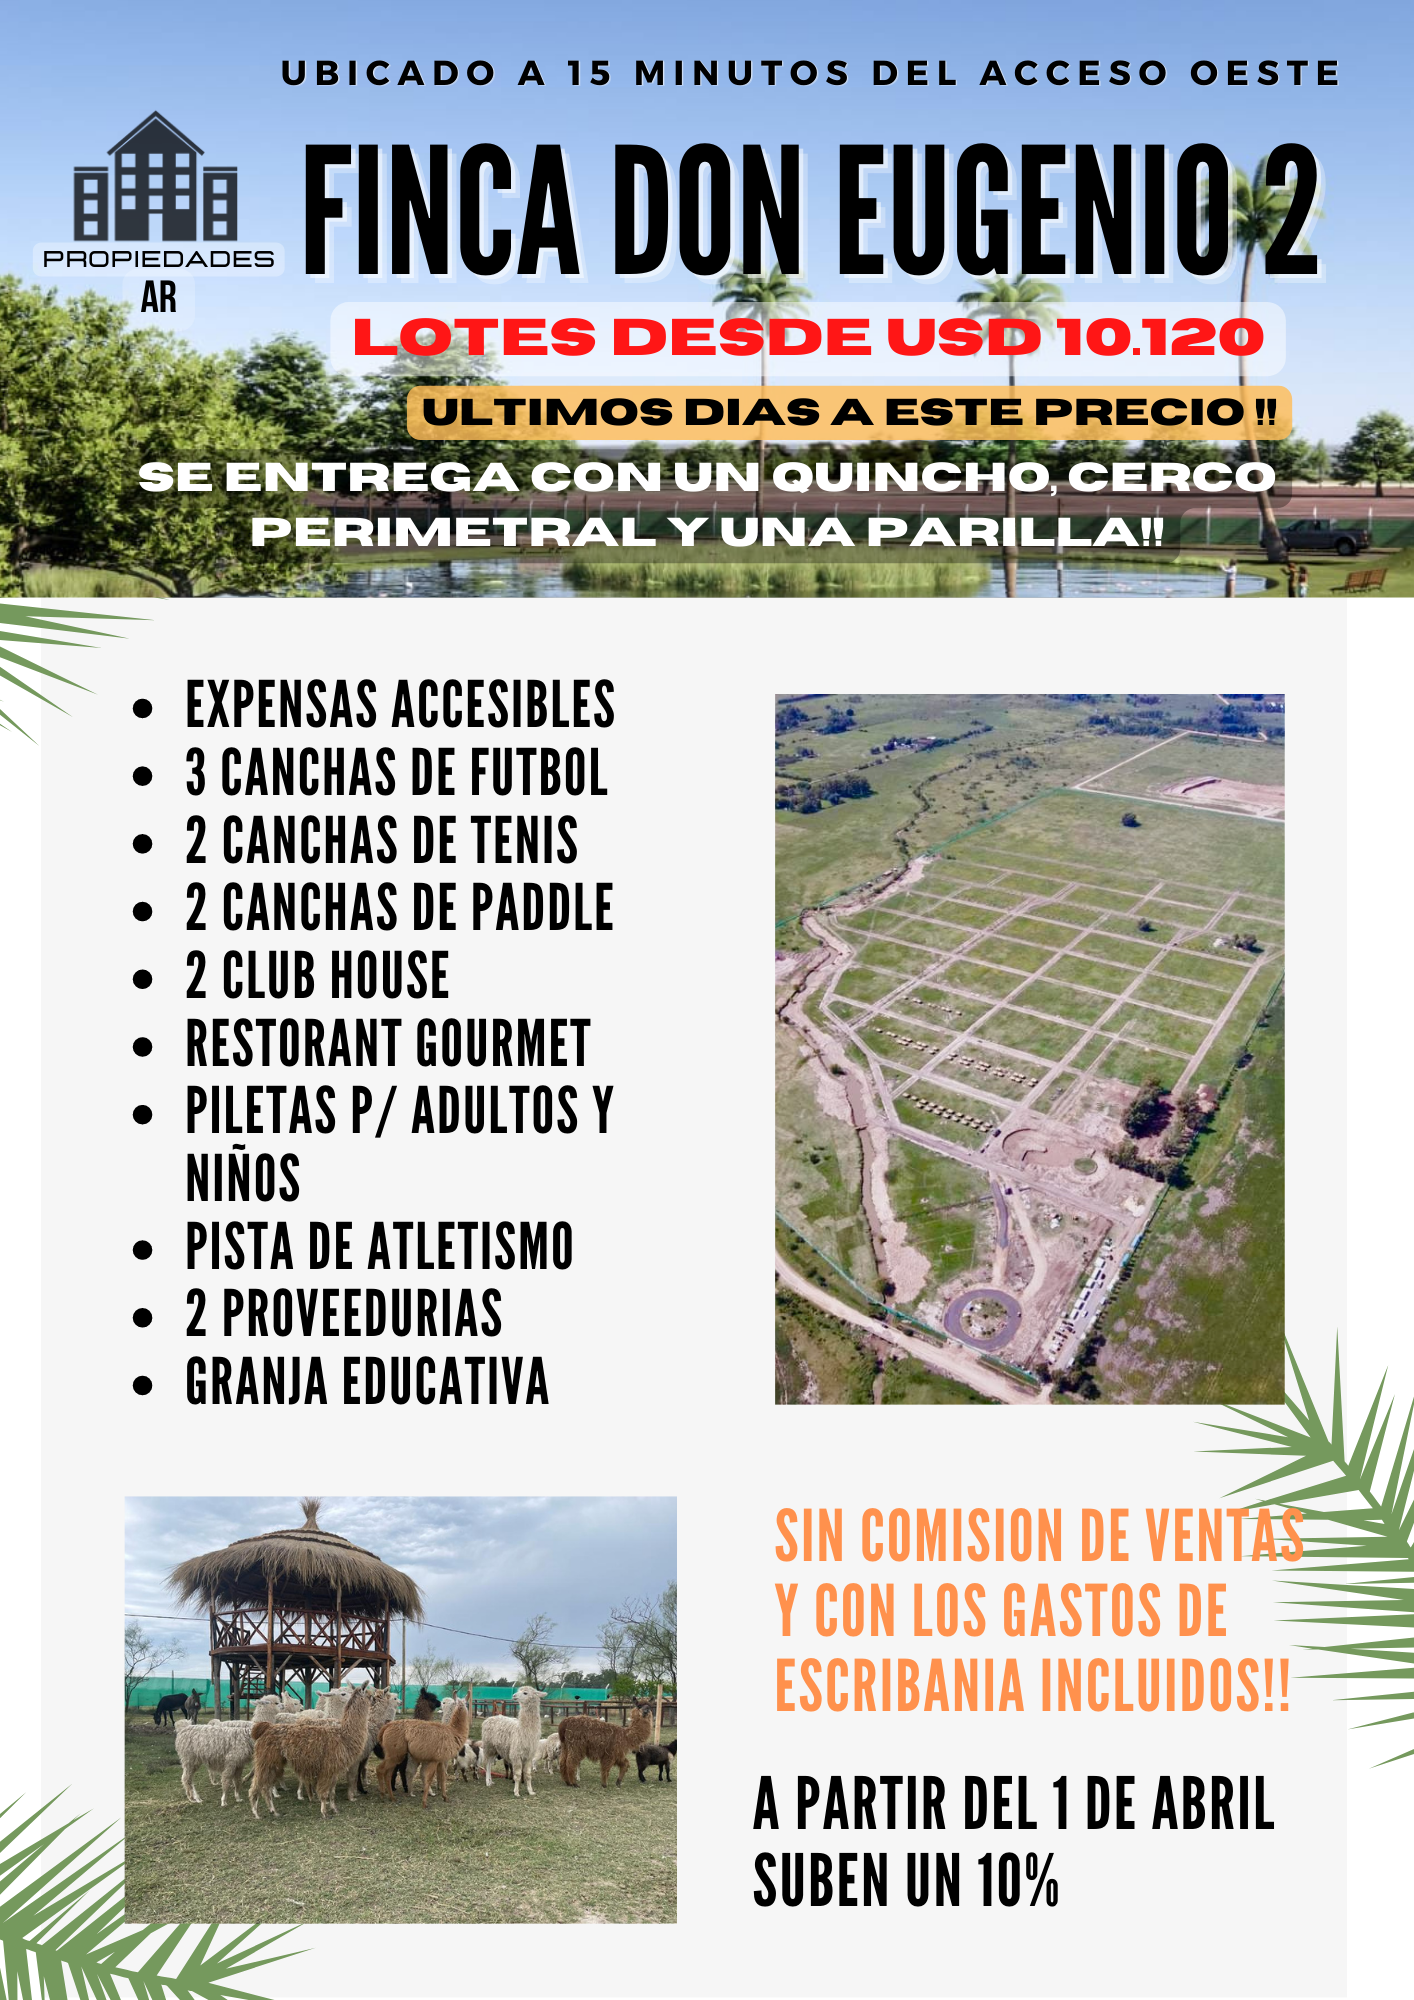 UBICADO A 15 MINUTOS DEL ACCESO OESTE
PROPIEDADES
AR
FINCA DON EUGENIO 2
LOTES DESDE USD 10.120
ULTIMOS DIAS A ESTE PRECIO !!
SE ENTREGA CON UN QUINCHO, CERCO
PERIMETRAL Y UNA PARILLA!!
• EXPENSAS ACCESIBLES
• 3 CANCHAS DE FUTBOL
• 2 CANCHAS DE TENIS
• 2 CANCHAS DE PADDLE
• 2 CLUB HOUSE
• RESTORANT GOURMET
• PILETAS P/ ADULTOS Y
NIÑOS
• PISTA DE ATLETISMO
• 2 PROVEEDURIAS
• GRANJA EDUCATIVA
SIN COMISION DE VENTAS
Y CON LOS GASTOS DE
ESCRIBANIA INCLUIDOS!!
A PARTIR DEL 1 DE ABRIL
SUBEN UN 10%